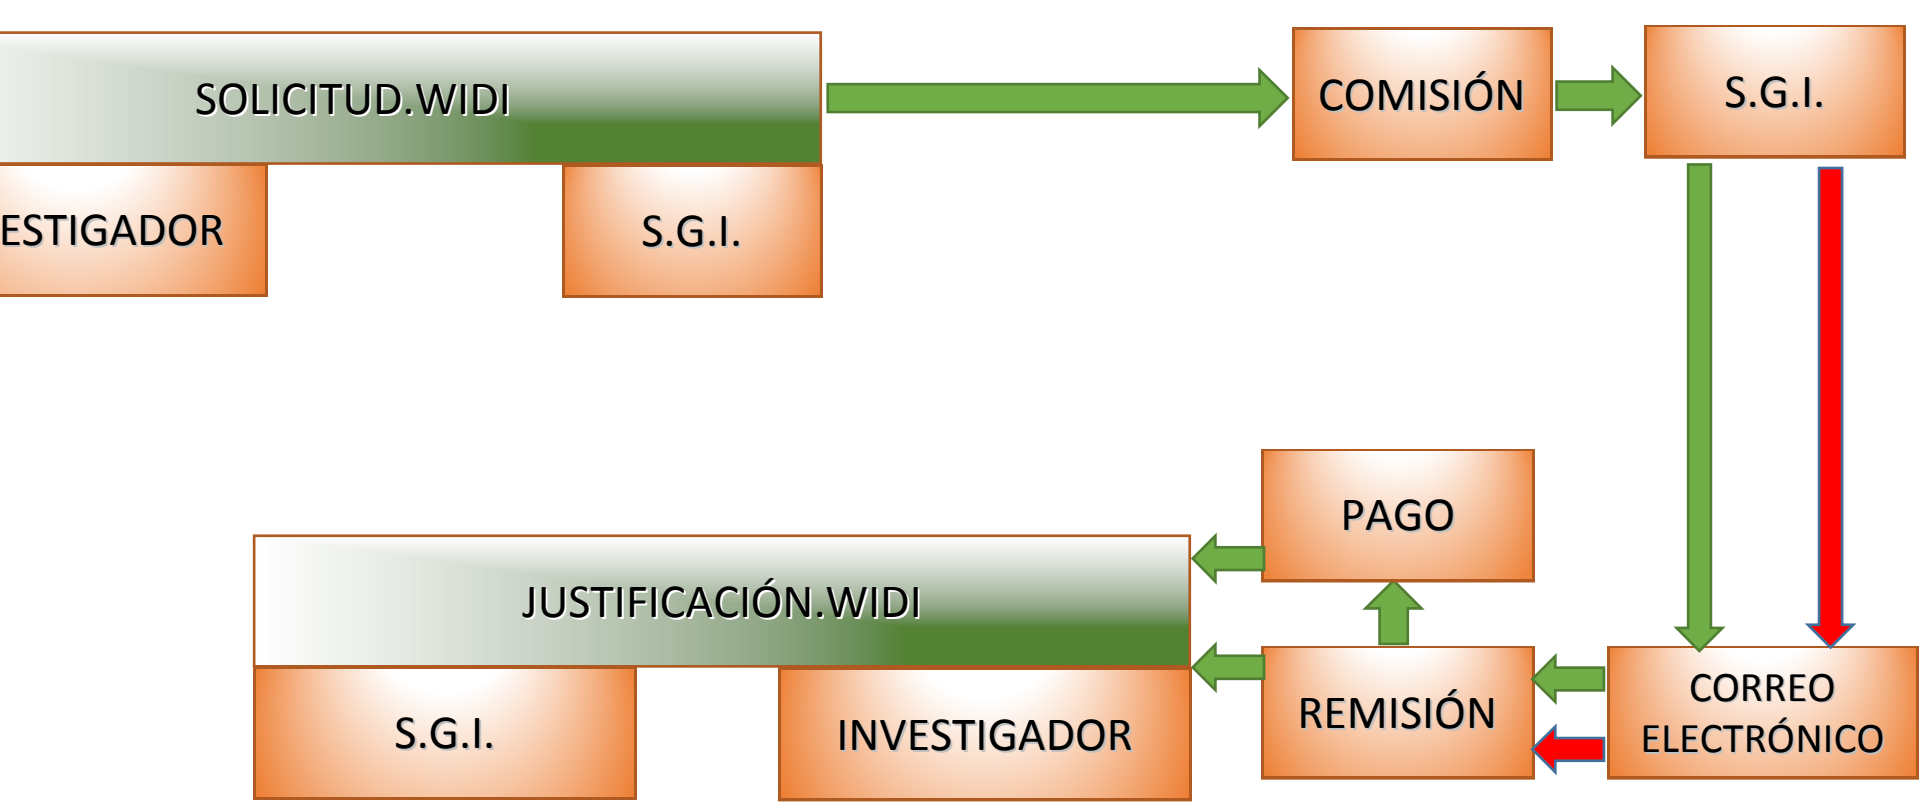 SOLICITUD.WIDI
COMISIÓN
S.G.I.
ESTIGADOR
S.G.I.
PAGO
JUSTIFICACIÓN.WIDI
S.G.I.
INVESTIGADOR
REMISIÓN
CORREO
ELECTRÓNICO